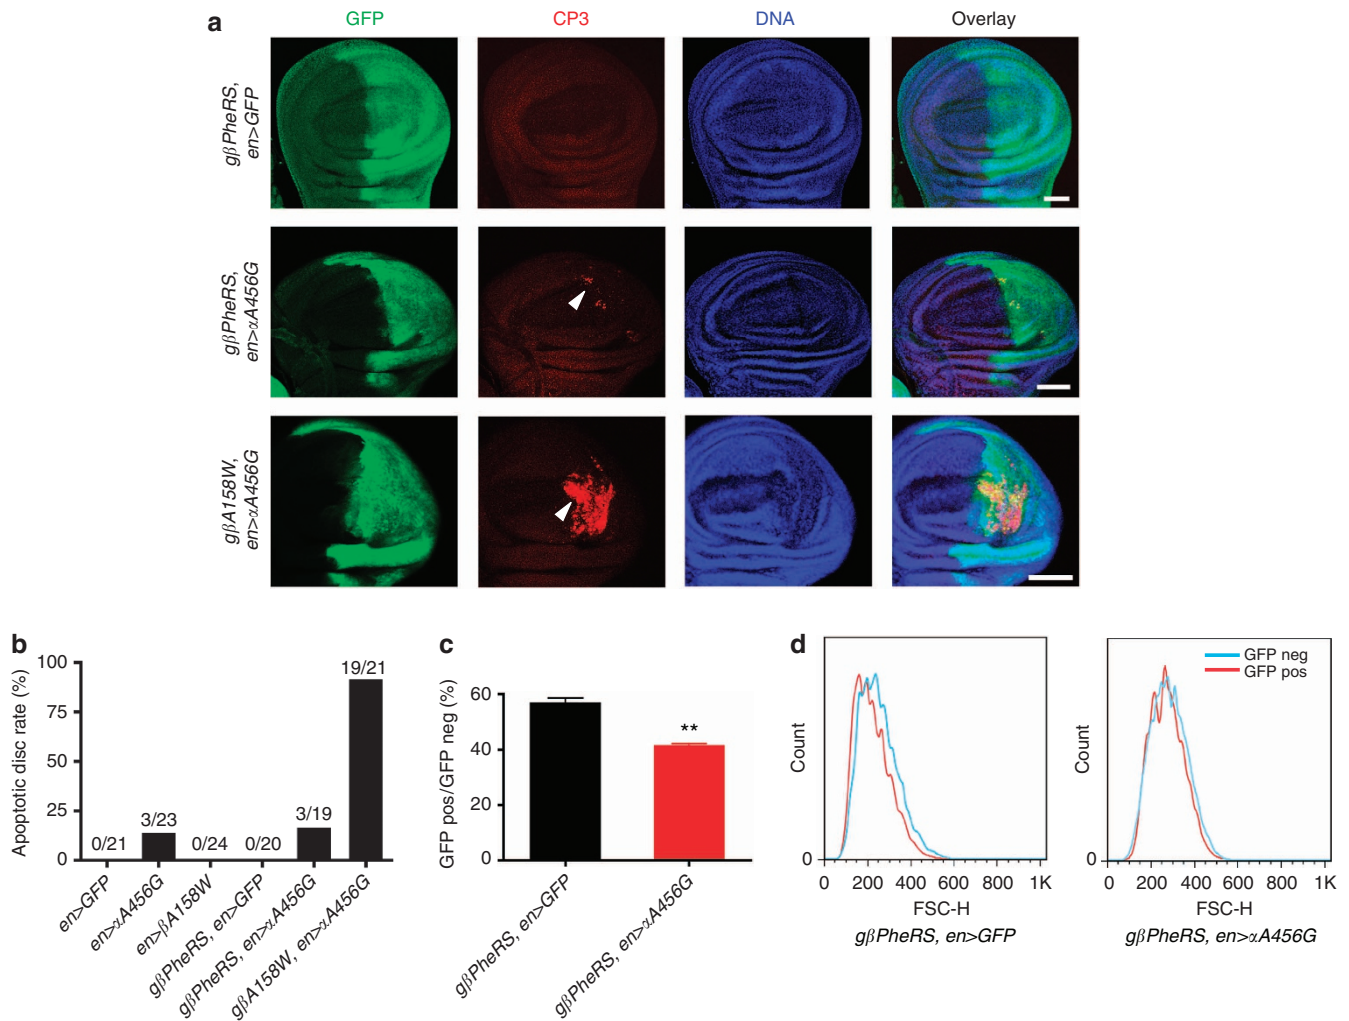 a
GFP
CP3
DNA
Overlay
gβPheRS,
en>GFP
gβPheRS,
en>αA456G
gβA158W,
en>αA456G
b
Apoptotic disc rate (%)
100
75
50
25
0
0/21
3/23
0/24
0/20
3/19
19/21
en>GFP
en>αA456G
en>βA158W
gβPheRS, en>GFP
gβPheRS, en>αA456G
gβA158W, en>αA456G
c
GFP pos/GFP neg (%)
60
40
20
0
**
gβPheRS, en>GFP
gβPheRS, en>αA456G
d
Count
0
0 200 400 600 800 1K
FSC-H
gβPheRS, en>GFP
GFP neg
GFP pos
Count
0
0 200 400 600 800 1K
FSC-H
gβPheRS, en>αA456G